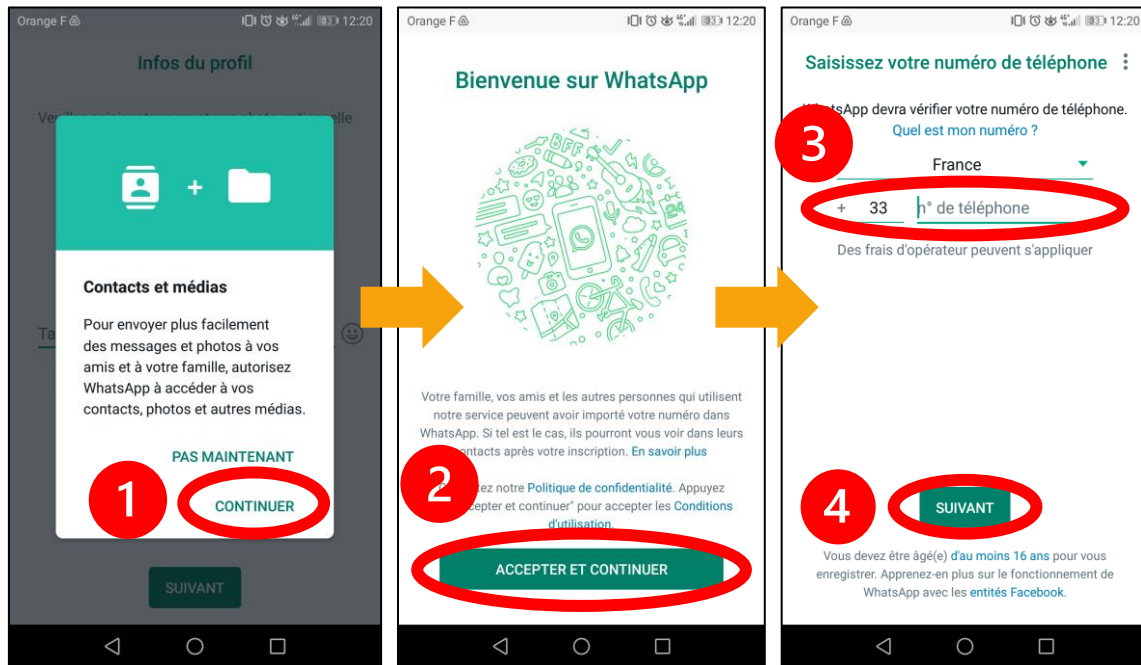 Orange F 12:20
Infos du profil
Contacts et médias
Pour envoyer plus facilement
des messages et photos à vos
amis et à votre famille, autorisez
WhatsApp à accéder à vos
contacts, photos et autres médias.
PAS MAINTENANT
1
CONTINUER
SUIVANT
Orange F 12:20
Bienvenue sur WhatsApp
BFF
24
Votre famille, vos amis et les autres personnes qui utilisent
notre service peuvent avoir importé votre numéro dans
WhatsApp. Si tel est le cas, ils pourront vous voir dans leurs
contacts après votre inscription. En savoir plus
2
notre Politique de confidentialité. Appuyez
et continuer" pour accepter les Conditions
d'utilisation.
ACCEPTER ET CONTINUER
Orange F 12:20
Saisissez votre numéro de téléphone
WhatsApp devra vérifier votre numéro de téléphone.
Quel est mon numéro ?
3
France
+ 33 n° de téléphone
Des frais d'opérateur peuvent s'appliquer
4
SUIVANT
Vous devez être âgé(e) d'au moins 16 ans pour vous
enregistrer. Apprenez-en plus sur le fonctionnement de
WhatsApp avec les entités Facebook.